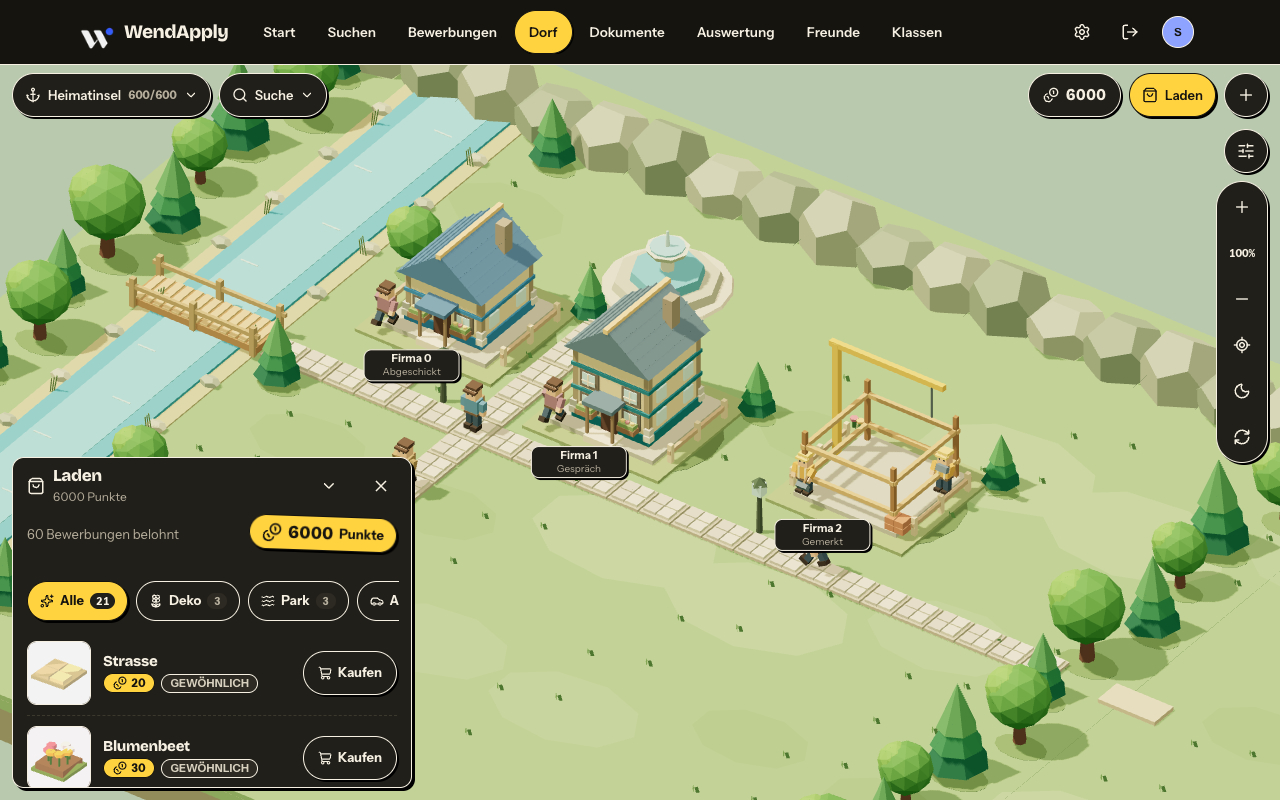 WendApply
Start
Suchen
Bewerbungen
Dorf
Dokumente
Auswertung
Freunde
Klassen
S
Heimatinsel 600/600
Suche
6000
Laden
100%
Firma 0
Abgeschickt
Firma 1
Gespräch
Firma 2
Gemerkt
Laden
6000 Punkte
60 Bewerbungen belohnt
6000 Punkte
Alle 21
Deko 3
Park 3
A
Strasse
20 GEWÖHNLICH
Kaufen
Blumenbeet
30 GEWÖHNLICH
Kaufen